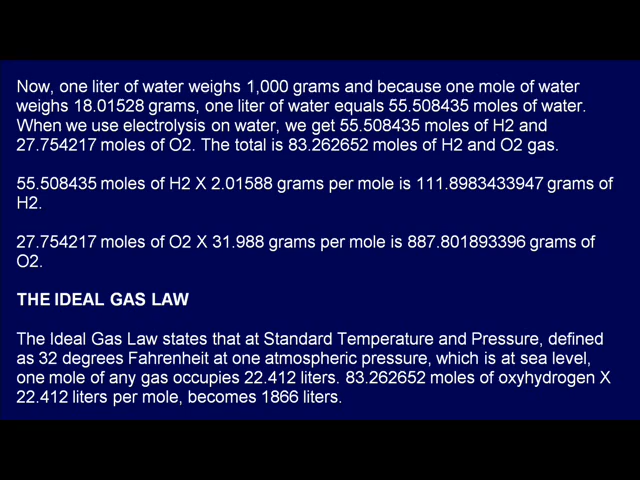 Now, one liter of water weighs 1,000 grams and because one mole of water
weighs 18.01528 grams, one liter of water equals 55.508435 moles of water.
When we use electrolysis on water, we get 55.508435 moles of H2 and
27.754217 moles of O2. The total is 83.262652 moles of H2 and O2 gas.
55.508435 moles of H2 X 2.01588 grams per mole is 111.8983433947 grams of
H2.
27.754217 moles of O2 X 31.988 grams per mole is 887.801893396 grams of
O2.
THE IDEAL GAS LAW
The Ideal Gas Law states that at Standard Temperature and Pressure, defined
as 32 degrees Fahrenheit at one atmospheric pressure, which is at sea level,
one mole of any gas occupies 22.412 liters. 83.262652 moles of oxyhydrogen X
22.412 liters per mole, becomes 1866 liters.